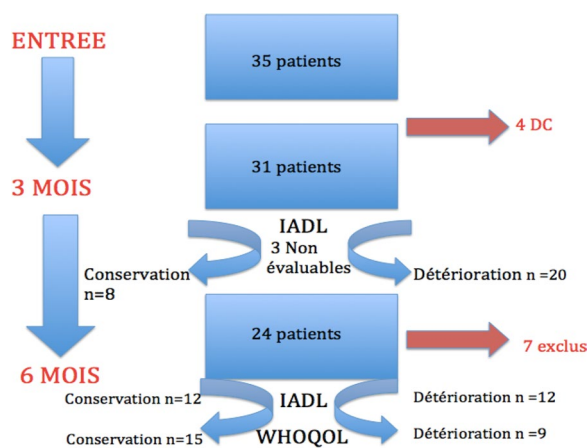 ENTREE
35 patients
4 DC
31 patients
3 MOIS
IADL
3 Non
évaluables
Conservation
n=8
Détérioration n =20
24 patients
7 exclus
6 MOIS
Conservation n=12
IADL
Détérioration n =12
Conservation n=15
WHOQOL
Détérioration n =9